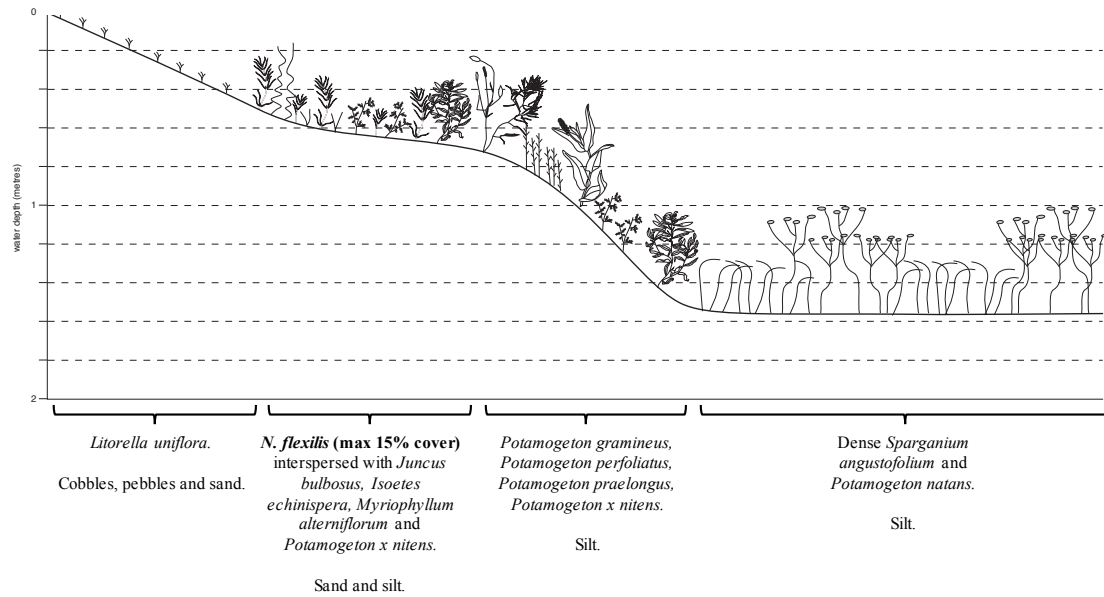 0
water depth (metres)
1
2
Litorella uniflora.
Cobbles, pebbles and sand.
N. flexilis (max 15% cover)
interspersed with Juncus
bulbosus, Isoetes
echinispera, Myriophyllum
alterniflorum and
Potamogeton x nitens.
Sand and silt.
Potamogeton gramineus,
Potamogeton perfoliatus,
Potamogeton praelongus,
Potamogeton x nitens.
Silt.
Dense Sparganium
angustofolium and
Potamogeton natans.
Silt.